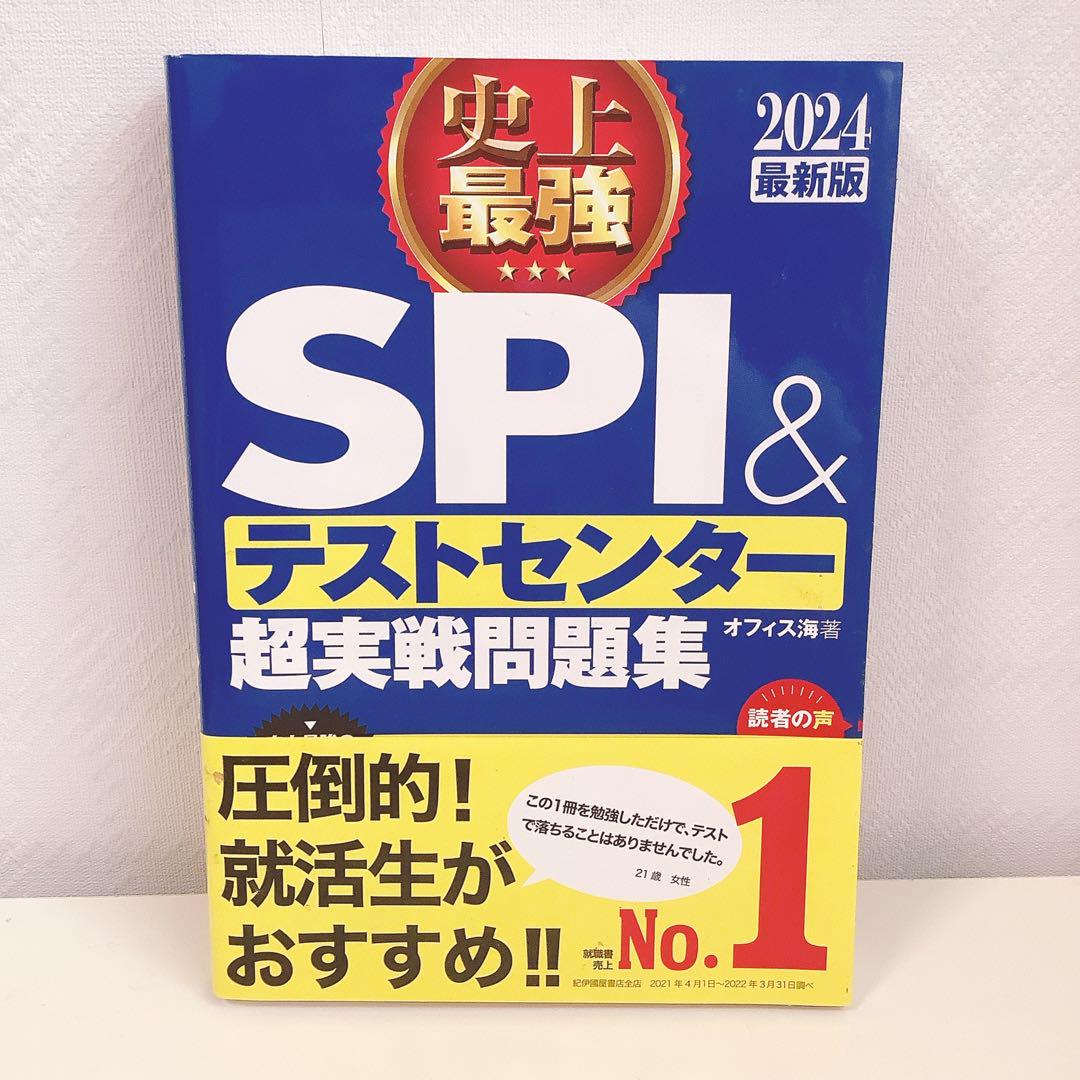 史上
最強
2024
最新版
SPI&
テストセンター
超実戦問題集
オフィス海著
読者の声
圧倒的!
就活生が
おすすめ!!
この1冊を勉強しただけで、テスト
で落ちることはありませんでした。
21歳 女性
就職書
売上
No.1
紀伊國屋書店全店 2021年4月1日〜2022年3月31日調べ